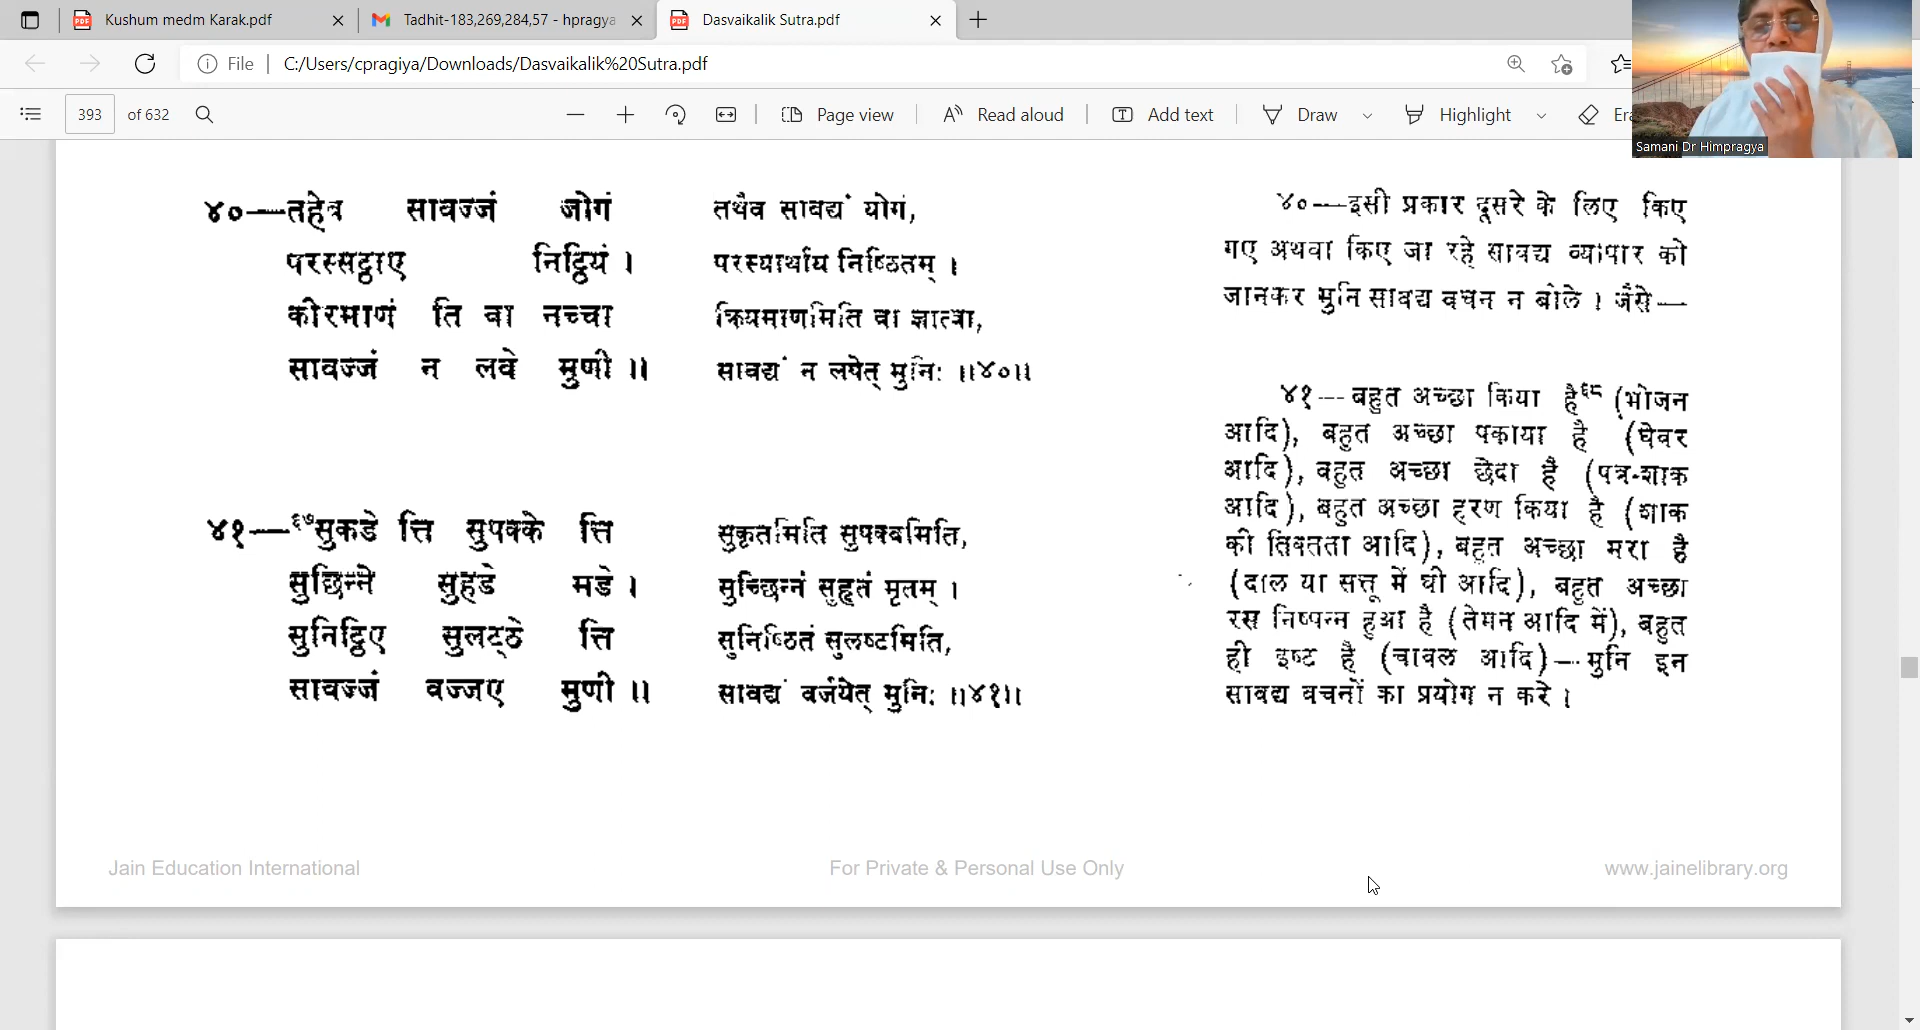 Kushum medm Karak.pdf
Tadhit-183,269,284,57 - hpragya
Dasvaikalik Sutra.pdf
File
C:/Users/cpragiya/Downloads/Dasvaikalik%20Sutra.pdf
393 of 632
Page view
Read aloud
Add text
Draw
Highlight
Era
Samani Dr Himpragya
४०—तहेव सावज्जं जोगं
परस्सट्ठाए निट्ठियं ।
कीरमाणं ति वा नच्चा
सावज्जं न लवे मुणी ॥
तथैव सावद्यं योगं,
परस्यार्थाय निष्ठितम् ।
क्रियमाणमिति वा ज्ञात्वा,
सावद्यं न लपेत् मुनिः ॥४०॥
४०—इसी प्रकार दूसरे के लिए किए
गए अथवा किए जा रहे सावद्य व्यापार को
जानकर मुनि सावद्य वचन न बोले । जैसे—
४१—६७सुकडे त्ति सुपक्के त्ति
सुछिन्ने सुहडे मडे ।
सुनिट्ठिए सुलट्ठे त्ति
सावज्जं वज्जए मुणी ॥
सुकृतमिति सुपक्वमिति,
सुच्छिन्नं सुहृतं मृतम् ।
सुनिष्ठितं सुलष्टमिति,
सावद्यं वर्जयेत् मुनिः ॥४१॥
४१—बहुत अच्छा किया है६८ (भोजन
आदि), बहुत अच्छा पकाया है (घेवर
आदि), बहुत अच्छा छेदा है (पत्र-शाक
आदि), बहुत अच्छा हरण किया है (शाक
की तिक्तता आदि), बहुत अच्छा मरा है
(दाल या सत्तू में घी आदि), बहुत अच्छा
रस निष्पन्न हुआ है (तेमन आदि में), बहुत
ही इष्ट है (चावल आदि)—मुनि इन
सावद्य वचनों का प्रयोग न करे ।
Jain Education International
For Private & Personal Use Only
www.jainelibrary.org